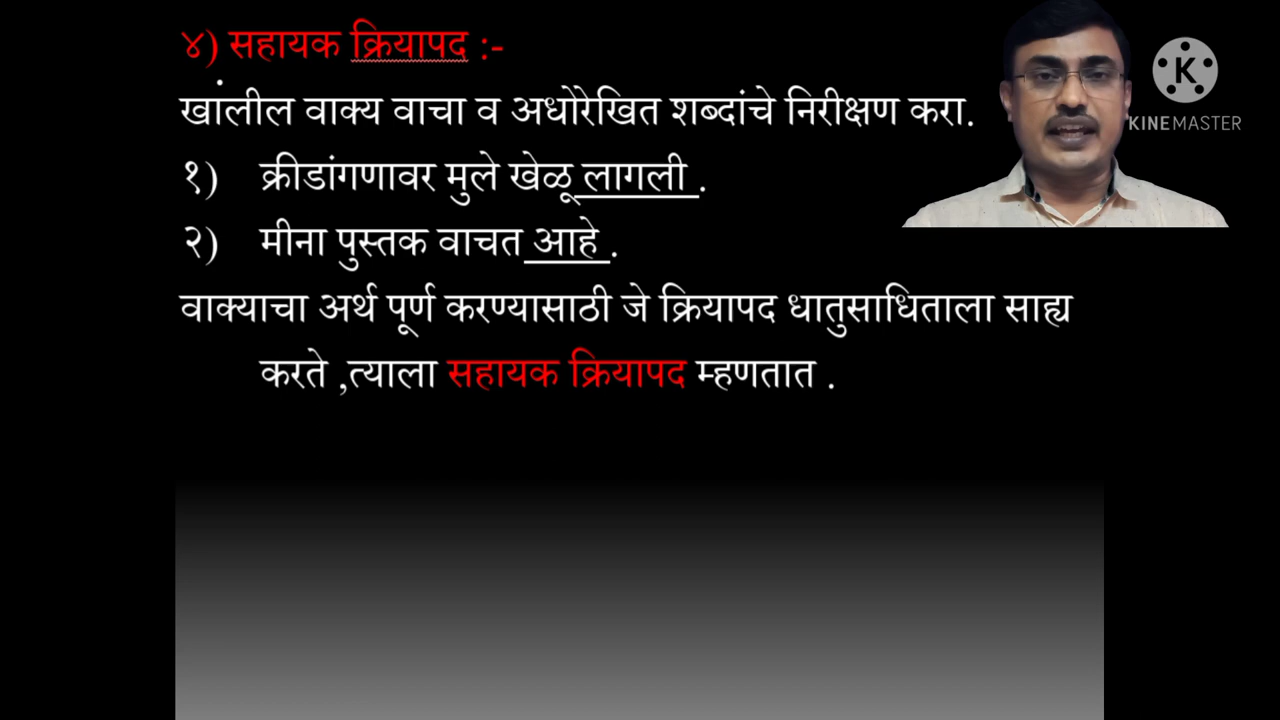 ४) सहायक क्रियापद :-
खांलील वाक्य वाचा व अधोरेखित शब्दांचे निरीक्षण करा.
१) क्रीडांगणावर मुले खेळू लागली .
२) मीना पुस्तक वाचत आहे .
वाक्याचा अर्थ पूर्ण करण्यासाठी जे क्रियापद धातुसाधिताला साह्य
करते ,त्याला सहायक क्रियापद म्हणतात .
K
KINEMASTER